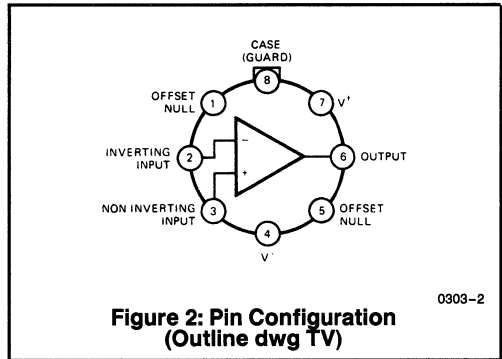 CASE
(GUARD)
8
OFFSET
NULL
1
7
V+
INVERTING
INPUT
2
−
6
OUTPUT
+
NON INVERTING
INPUT
3
5
OFFSET
NULL
4
V-
0303–2
Figure 2: Pin Configuration
(Outline dwg TV)